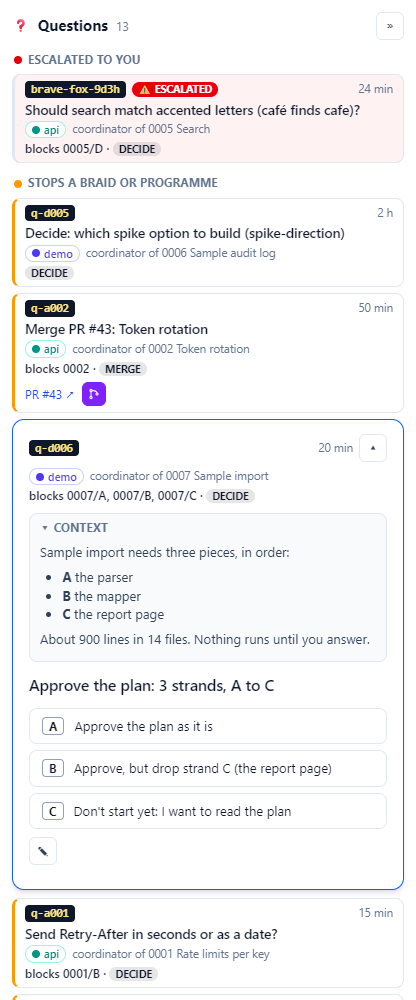 Questions 13
»
ESCALATED TO YOU
brave-fox-9d3h ESCALATED 24 min
Should search match accented letters (café finds cafe)?
api coordinator of 0005 Search
blocks 0005/D · DECIDE
STOPS A BRAID OR PROGRAMME
q-d005 2 h
Decide: which spike option to build (spike-direction)
demo coordinator of 0006 Sample audit log
DECIDE
q-a002 50 min
Merge PR #43: Token rotation
api coordinator of 0002 Token rotation
blocks 0002 · MERGE
PR #43 ↗
q-d006 20 min
demo coordinator of 0007 Sample import
blocks 0007/A, 0007/B, 0007/C · DECIDE
CONTEXT
Sample import needs three pieces, in order:
• A the parser
• B the mapper
• C the report page
About 900 lines in 14 files. Nothing runs until you answer.
Approve the plan: 3 strands, A to C
A Approve the plan as it is
B Approve, but drop strand C (the report page)
C Don't start yet: I want to read the plan
q-a001 15 min
Send Retry-After in seconds or as a date?
api coordinator of 0001 Rate limits per key
blocks 0001/B · DECIDE